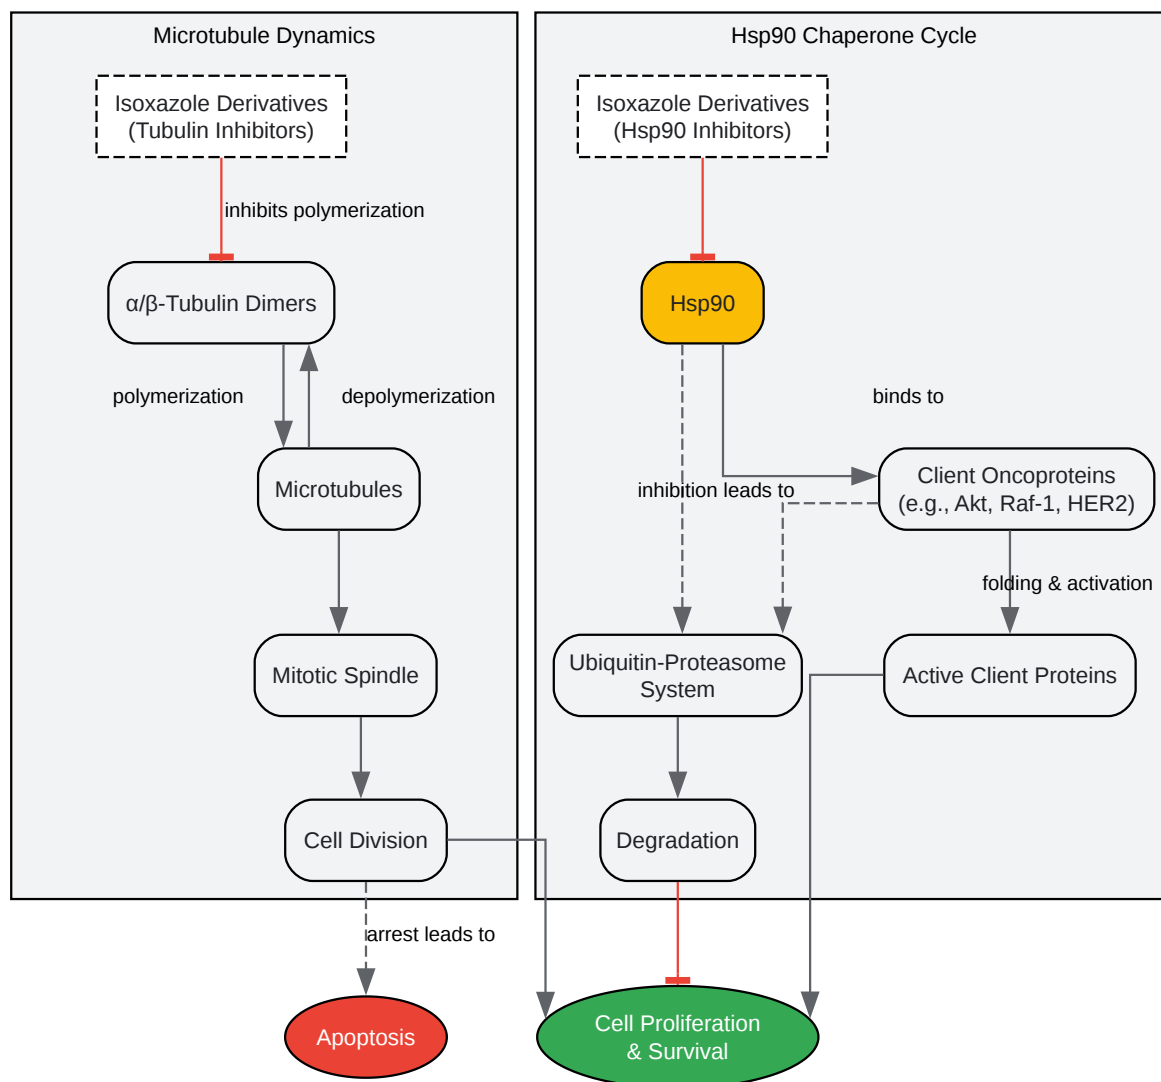 Microtubule Dynamics
Isoxazole Derivatives
(Tubulin Inhibitors)
inhibits polymerization
α/β-Tubulin Dimers
polymerization
depolymerization
Microtubules
Mitotic Spindle
Cell Division
arrest leads to
Apoptosis
Hsp90 Chaperone Cycle
Isoxazole Derivatives
(Hsp90 Inhibitors)
Hsp90
binds to
inhibition leads to
Client Oncoproteins
(e.g., Akt, Raf-1, HER2)
folding & activation
Ubiquitin-Proteasome
System
Active Client Proteins
Degradation
Cell Proliferation
& Survival